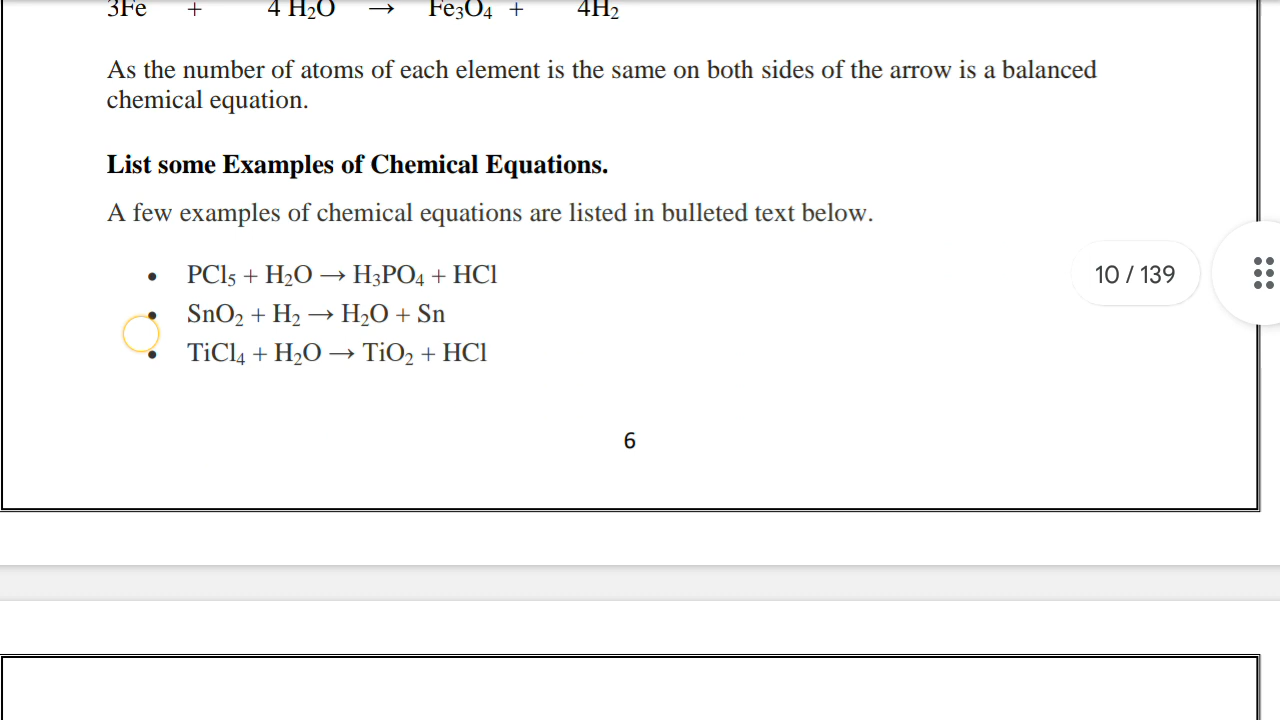 3Fe + 4 H₂O → Fe₃O₄ + 4H₂
As the number of atoms of each element is the same on both sides of the arrow is a balanced
chemical equation.
List some Examples of Chemical Equations.
A few examples of chemical equations are listed in bulleted text below.
• PCl₅ + H₂O → H₃PO₄ + HCl
• SnO₂ + H₂ → H₂O + Sn
• TiCl₄ + H₂O → TiO₂ + HCl
10 / 139
6